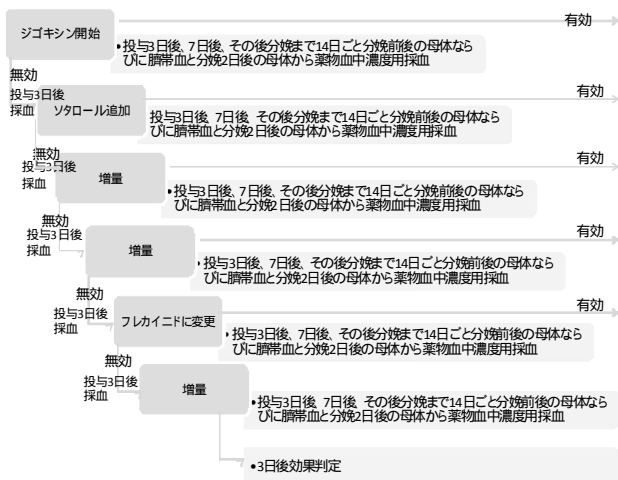 ジゴキシン開始
有効
•投与3日後、7日後、その後分娩まで14日ごと分娩前後の母体なら
びに臍帯血と分娩2日後の母体から薬物血中濃度用採血
無効
投与3日後
採血
ソタロール追加
有効
投与3日後、7日後、その後分娩まで14日ごと分娩前後の母体なら
びに臍帯血と分娩2日後の母体から薬物血中濃度用採血
無効
投与3日後
採血
増量
有効
•投与3日後、7日後、その後分娩まで14日ごと分娩前後の母体なら
びに臍帯血と分娩2日後の母体から薬物血中濃度用採血
無効
投与3日後
採血
増量
有効
•投与3日後、7日後、その後分娩まで14日ごと分娩前後の母体なら
びに臍帯血と分娩2日後の母体から薬物血中濃度用採血
無効
投与3日後
採血
フレカイニドに変更
有効
•投与3日後、7日後、その後分娩まで14日ごと分娩前後の母体なら
びに臍帯血と分娩2日後の母体から薬物血中濃度用採血
無効
投与3日後
採血
増量
•投与3日後、7日後、その後分娩まで14日ごと分娩前後の母体なら
びに臍帯血と分娩2日後の母体から薬物血中濃度用採血
•3日後効果判定